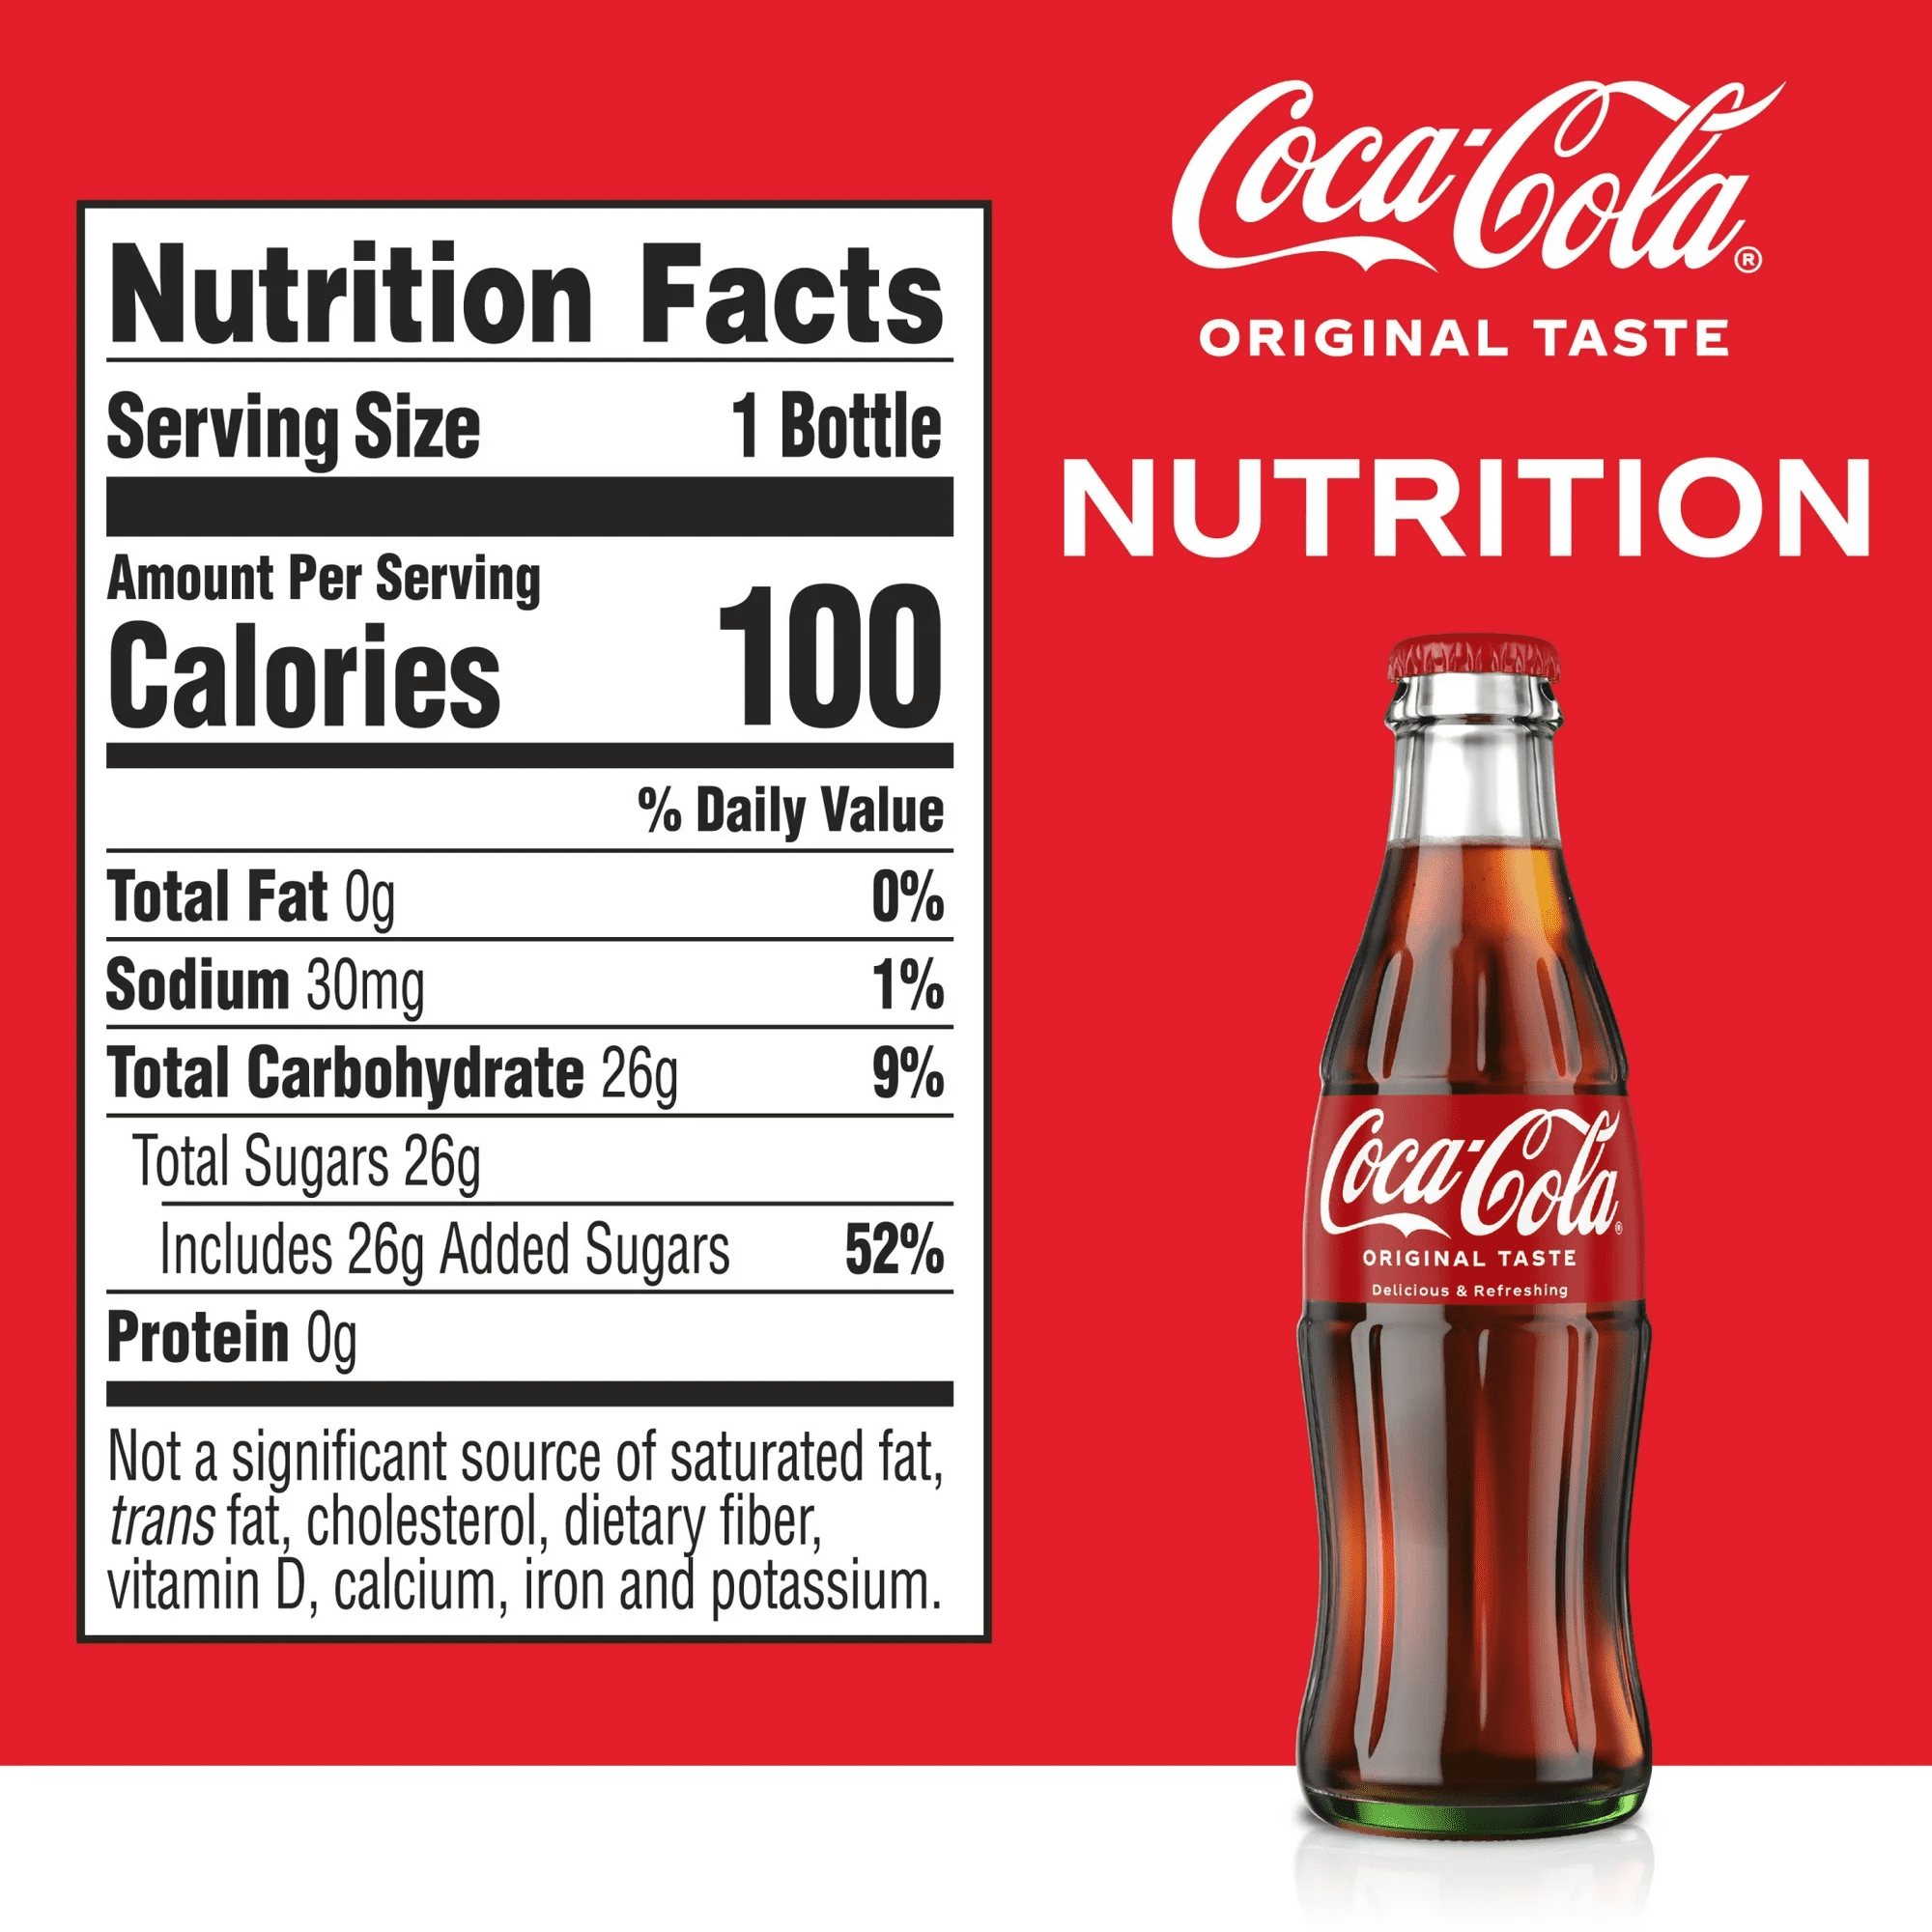 Coca-Cola®
ORIGINAL TASTE
NUTRITION
Nutrition Facts
Serving Size 1 Bottle
Amount Per Serving
Calories 100
% Daily Value
Total Fat 0g 0%
Sodium 30mg 1%
Total Carbohydrate 26g 9%
Total Sugars 26g
Includes 26g Added Sugars 52%
Protein 0g
Not a significant source of saturated fat,
trans fat, cholesterol, dietary fiber,
vitamin D, calcium, iron and potassium.
Coca-Cola®
ORIGINAL TASTE
Delicious & Refreshing